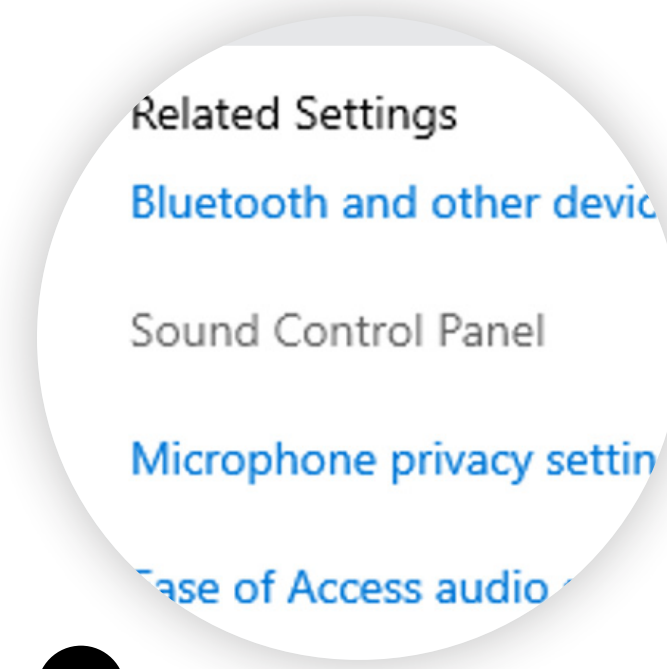 Related Settings
Bluetooth and other devic
Sound Control Panel
Microphone privacy settin
Ease of Access audio